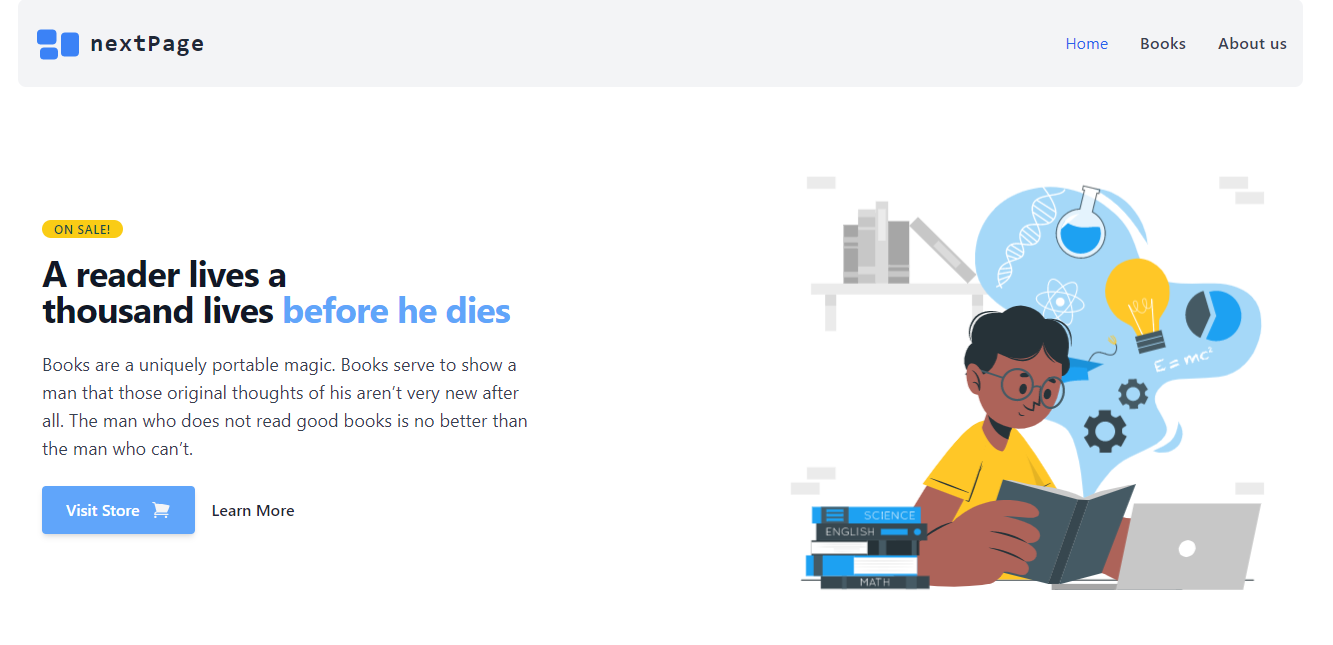 nextPage
Home Books About us
ON SALE!
A reader lives a
thousand lives before he dies
Books are a uniquely portable magic. Books serve to show a
man that those original thoughts of his aren’t very new after
all. The man who does not read good books is no better than
the man who can’t.
Visit Store
Learn More
E = mc²
SCIENCE
ENGLISH
MATH